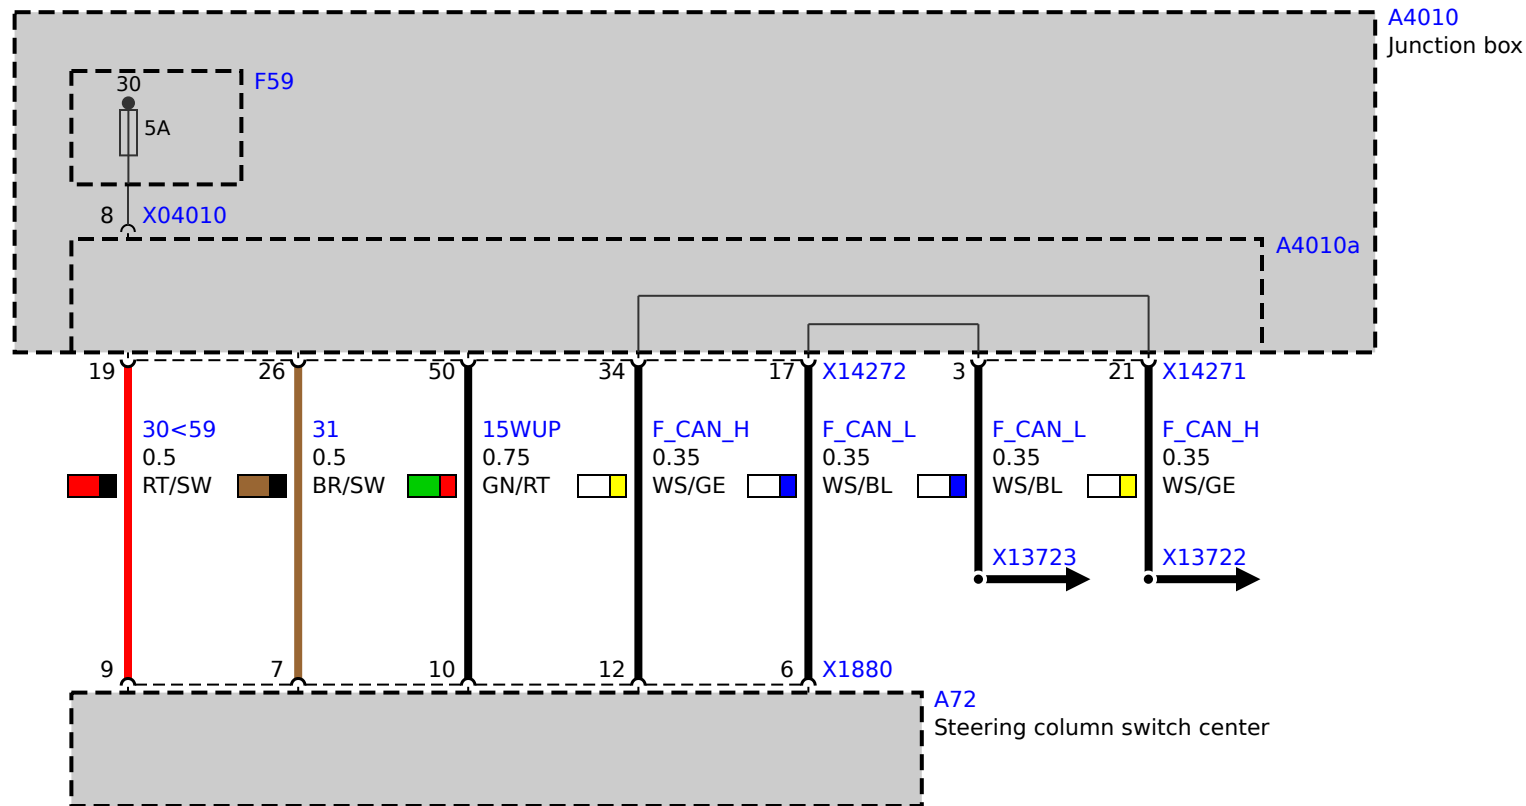 A4010
Junction box
30
F59
5A
8 X04010
A4010a
19 26 50 34 17 X14272 3 21 X14271
30<59 31 15WUP F_CAN_H F_CAN_L F_CAN_L F_CAN_H
0.5 0.5 0.75 0.35 0.35 0.35 0.35
RT/SW BR/SW GN/RT WS/GE WS/BL WS/BL WS/GE
X13723 X13722
9 7 10 12 6 X1880
A72
Steering column switch center